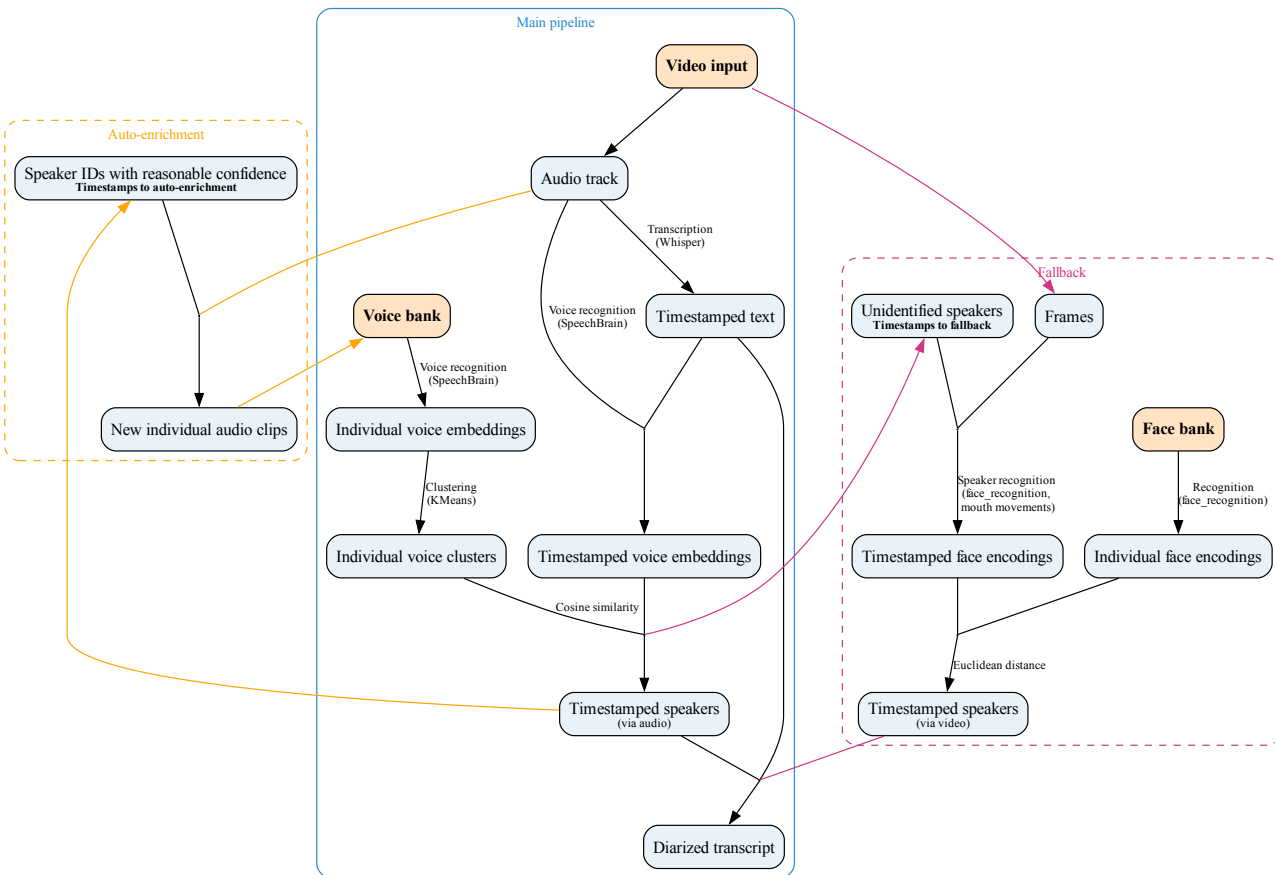 Main pipeline
Video input
Auto-enrichment
Speaker IDs with reasonable confidence
Timestamps to auto-enrichment
Audio track
Transcription
(Whisper)
Fallback
Voice bank
Voice recognition
(SpeechBrain)
Timestamped text
Unidentified speakers
Timestamps to fallback
Frames
Voice recognition
(SpeechBrain)
New individual audio clips
Individual voice embeddings
Face bank
Clustering
(KMeans)
Speaker recognition
(face_recognition,
mouth movements)
Recognition
(face_recognition)
Individual voice clusters
Timestamped voice embeddings
Timestamped face encodings
Individual face encodings
Cosine similarity
Euclidean distance
Timestamped speakers
(via audio)
Timestamped speakers
(via video)
Diarized transcript